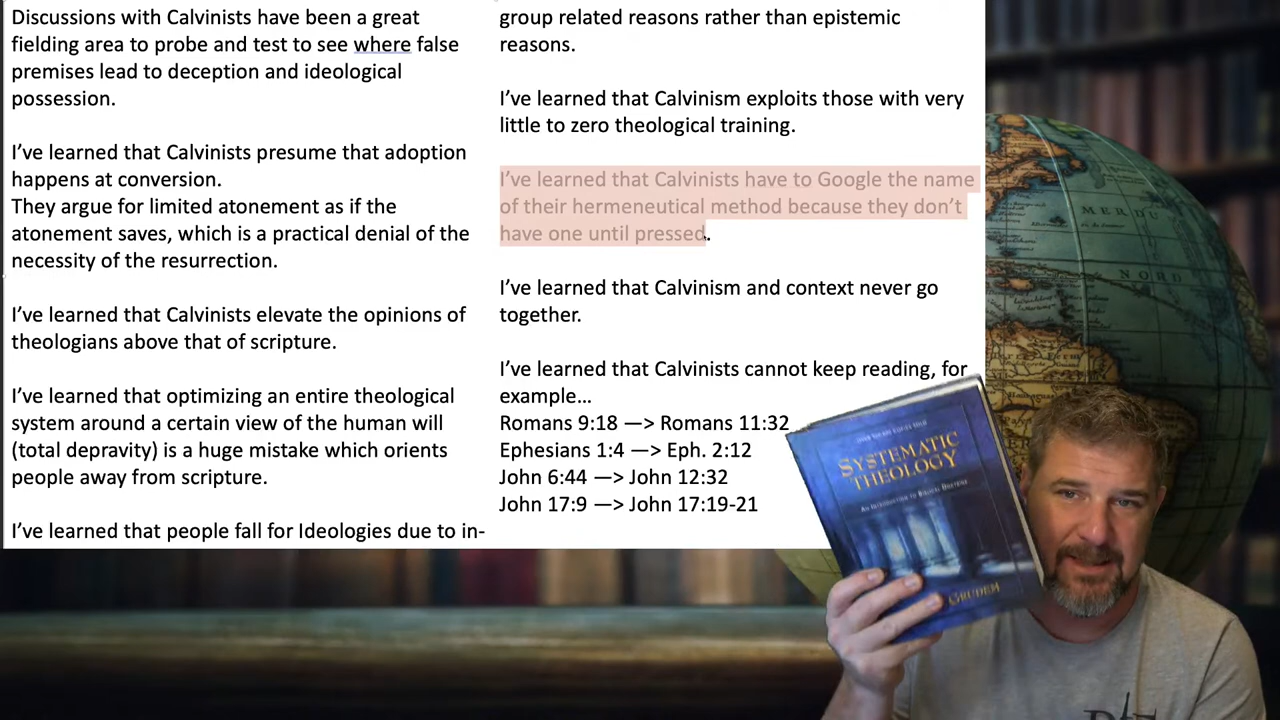 Discussions with Calvinists have been a great
fielding area to probe and test to see where false
premises lead to deception and ideological
possession.
I’ve learned that Calvinists presume that adoption
happens at conversion.
They argue for limited atonement as if the
atonement saves, which is a practical denial of the
necessity of the resurrection.
I’ve learned that Calvinists elevate the opinions of
theologians above that of scripture.
I’ve learned that optimizing an entire theological
system around a certain view of the human will
(total depravity) is a huge mistake which orients
people away from scripture.
I’ve learned that people fall for Ideologies due to in-
group related reasons rather than epistemic
reasons.
I’ve learned that Calvinism exploits those with very
little to zero theological training.
I’ve learned that Calvinists have to Google the name
of their hermeneutical method because they don’t
have one until pressed.
I’ve learned that Calvinism and context never go
together.
I’ve learned that Calvinists cannot keep reading, for
example…
Romans 9:18 —> Romans 11:32
Ephesians 1:4 —> Eph. 2:12
John 6:44 —> John 12:32
John 17:9 —> John 17:19-21
SYSTEMATIC
THEOLOGY
AN INTRODUCTION TO BIBLICAL DOCTRINE
GRUDEM
MER DU
NORD